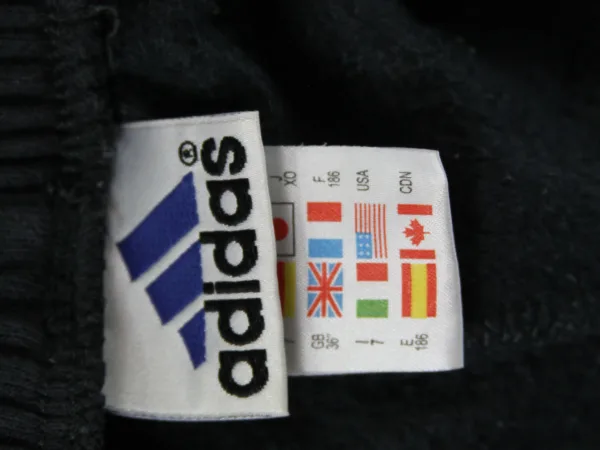 adidas®
J
XO
GB F
36" 186
I USA
7
E CDN
186